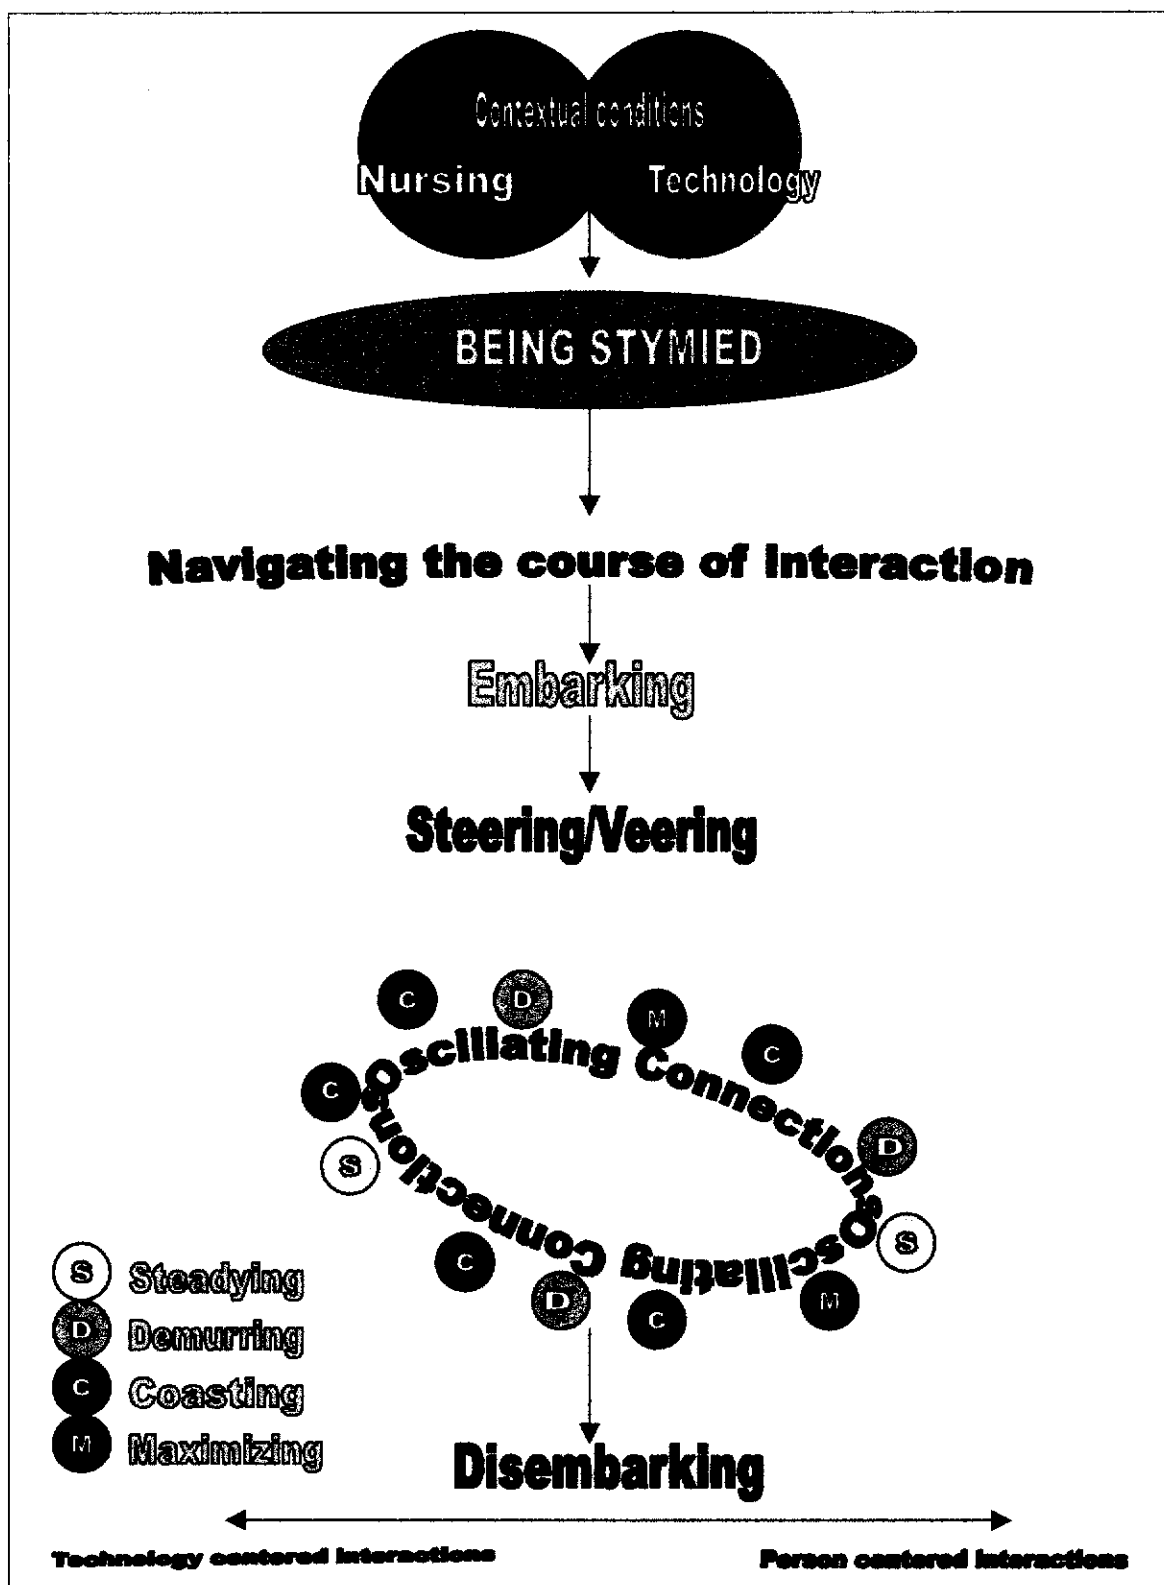 Contextual conditions
Nursing Technology
BEING STYMIED
Navigating the course of interaction
Embarking
Steering/Veering
C D M C
Oscillating Connections
C D
S S
Oscillating Connections
C D C M
S Steadying
D Demurring
C Coasting
M Maximizing
Disembarking
Technology centered interactions Person centered interactions